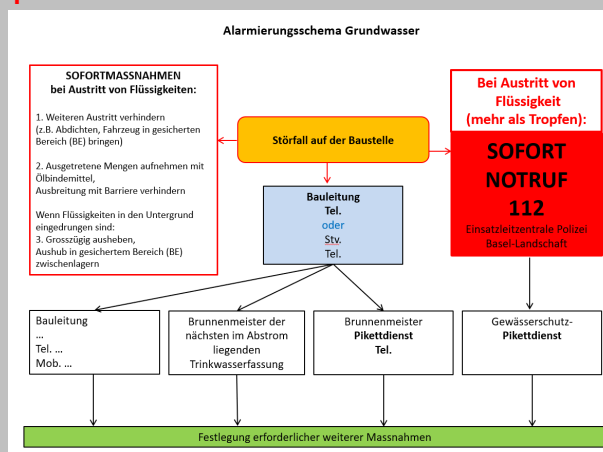 Alarmierungsschema Grundwasser
SOFORTMASSNAHMEN
bei Austritt von Flüssigkeiten:
1. Weiteren Austritt verhindern
(z.B. Abdichten, Fahrzeug in gesicherten
Bereich (BE) bringen)
2. Ausgetretene Mengen aufnehmen mit
Ölbindemittel,
Ausbreitung mit Barriere verhindern
Wenn Flüssigkeiten in den Untergrund
eingedrungen sind:
3. Grosszügig ausheben,
Aushub in gesichertem Bereich (BE)
zwischenlagern
Störfall auf der Baustelle
Bei Austritt von
Flüssigkeit
(mehr als Tropfen):
SOFORT
NOTRUF
112
Einsatzleitzentrale Polizei
Basel-Landschaft
Bauleitung
Tel.
oder
Stv.
Tel.
Bauleitung
…
Tel. …
Mob. …
Brunnenmeister der
nächsten im Abstrom
liegenden
Trinkwasserfassung
Brunnenmeister
Pikettdienst
Tel.
Gewässerschutz-
Pikettdienst
Festlegung erforderlicher weiterer Massnahmen